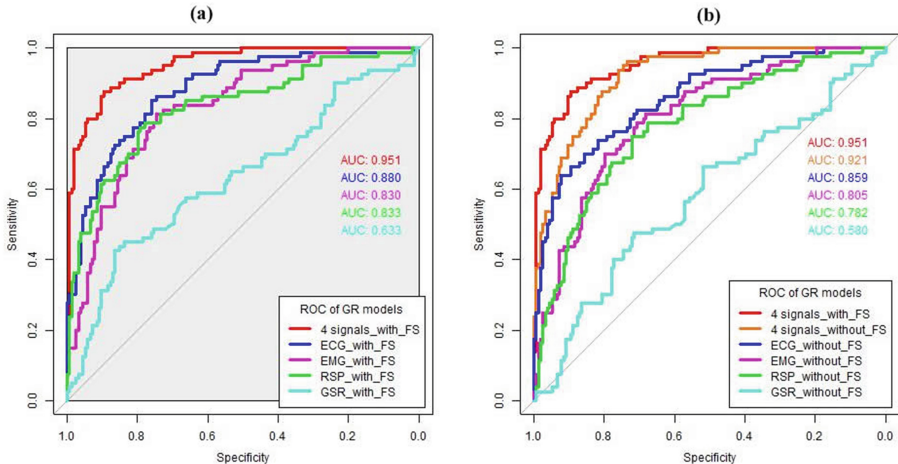 (a)
1.0
0.8
0.6
0.4
0.2
0.0
Sensitivity
AUC: 0.951
AUC: 0.880
AUC: 0.830
AUC: 0.833
AUC: 0.633
ROC of GR models
4 signals_with_FS
ECG_with_FS
EMG_with_FS
RSP_with_FS
GSR_with_FS
1.0 0.8 0.6 0.4 0.2 0.0
Specificity
(b)
1.0
0.8
0.6
0.4
0.2
0.0
Sensitivity
AUC: 0.951
AUC: 0.921
AUC: 0.859
AUC: 0.805
AUC: 0.782
AUC: 0.580
ROC of GR models
4 signals_with_FS
4 signals_without_FS
ECG_without_FS
EMG_without_FS
RSP_without_FS
GSR_without_FS
1.0 0.8 0.6 0.4 0.2 0.0
Specificity